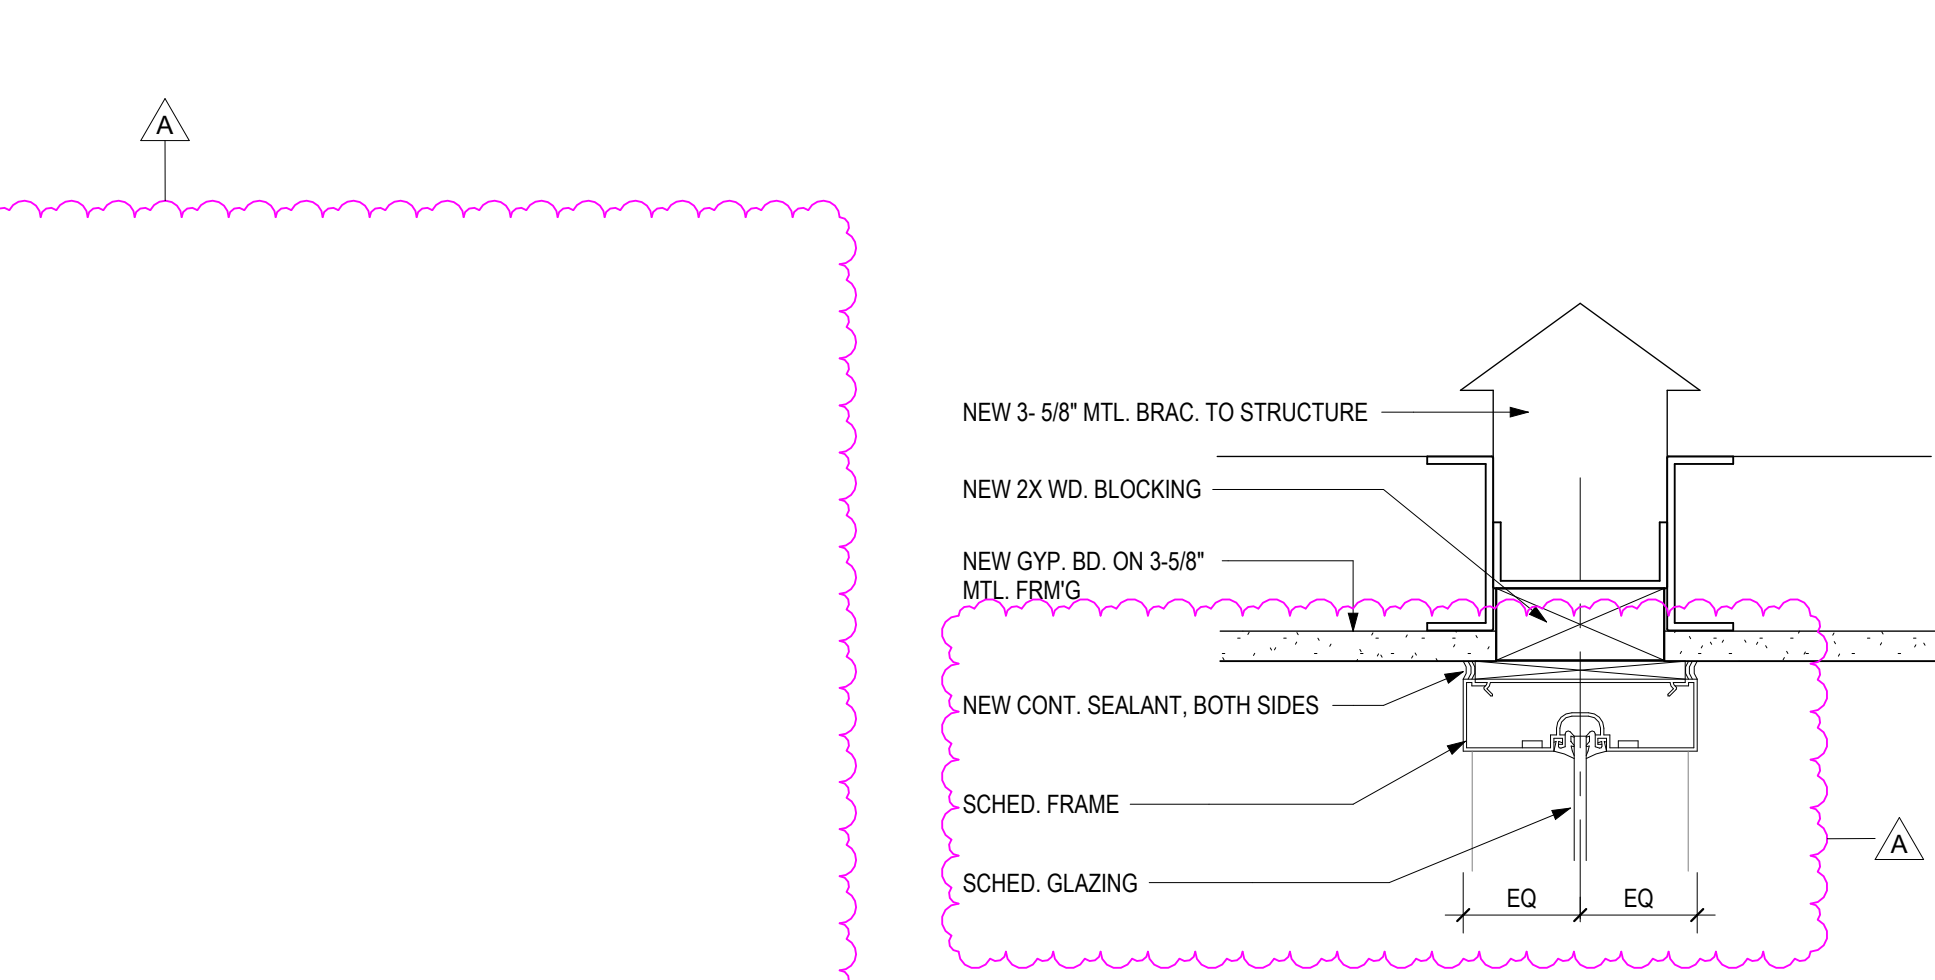 A
NEW 3- 5/8" MTL. BRAC. TO STRUCTURE
NEW 2X WD. BLOCKING
NEW GYP. BD. ON 3-5/8"
MTL. FRM'G
NEW CONT. SEALANT, BOTH SIDES
SCHED. FRAME
A
SCHED. GLAZING
EQ EQ